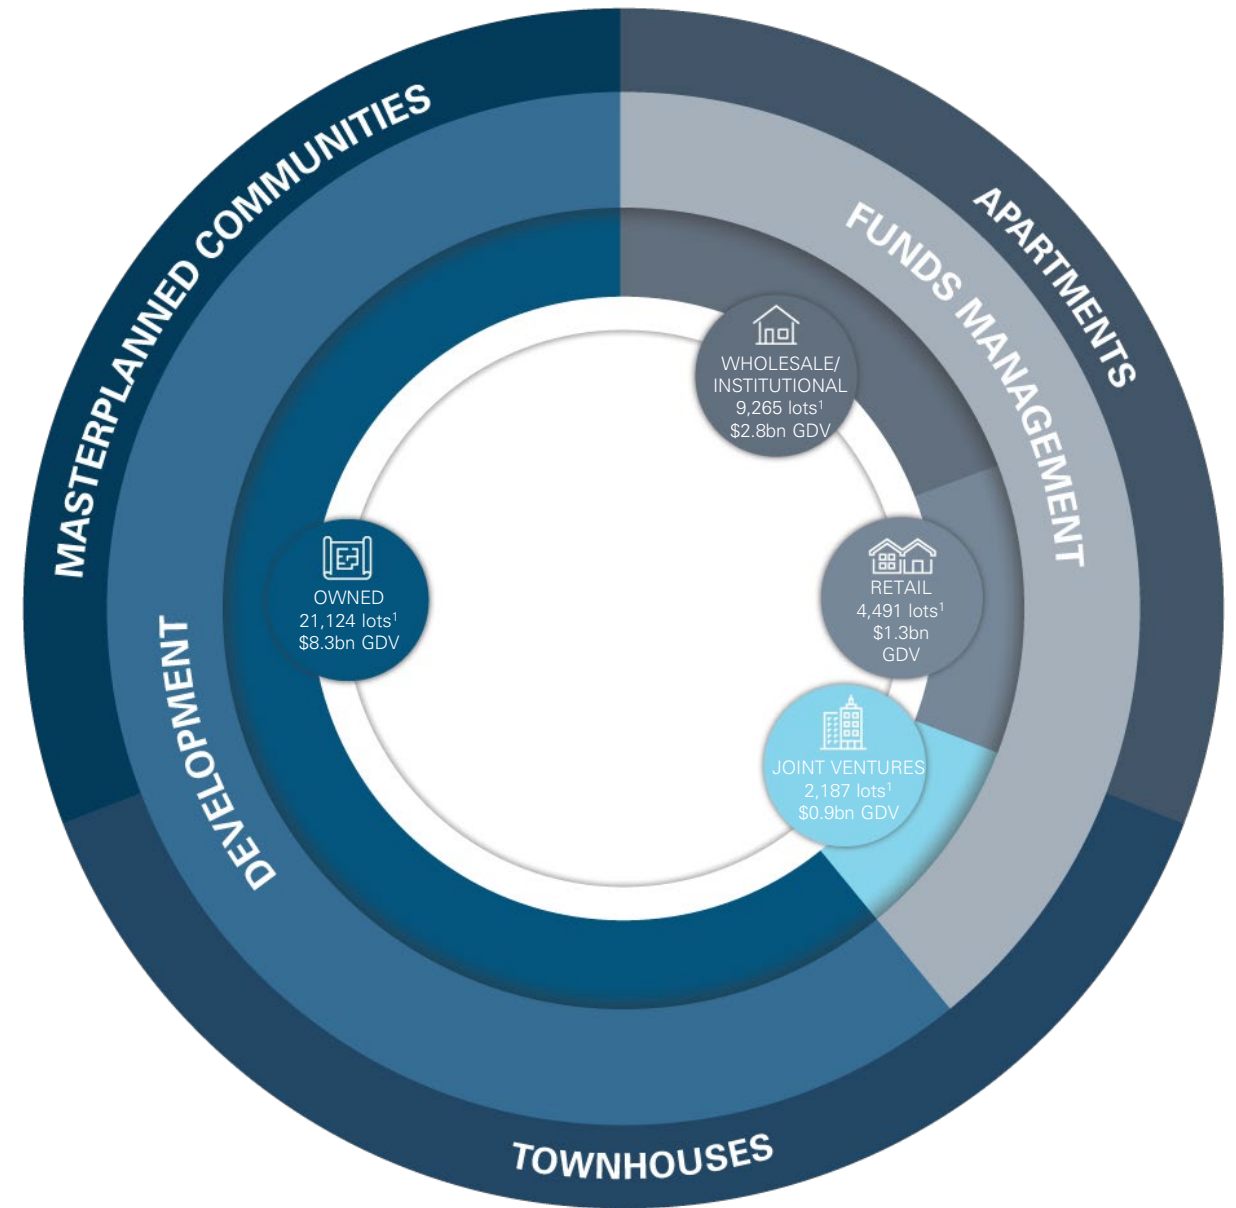 MASTERPLANNED COMMUNITIES
APARTMENTS
FUNDS MANAGEMENT
WHOLESALE/
INSTITUTIONAL
9,265 lots¹
$2.8bn GDV
OWNED
21,124 lots¹
$8.3bn GDV
RETAIL
4,491 lots¹
$1.3bn
GDV
DEVELOPMENT
JOINT VENTURES
2,187 lots¹
$0.9bn GDV
TOWNHOUSES